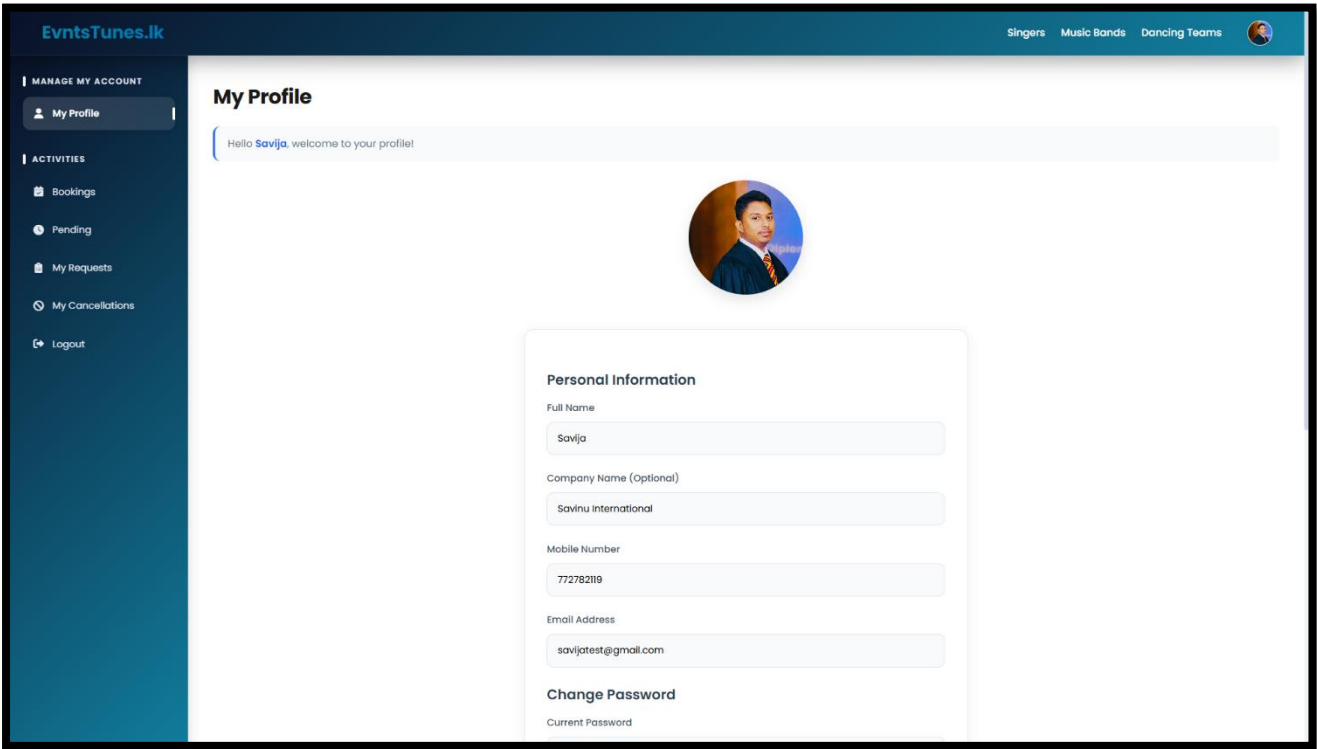 EvntsTunes.lk
Singers Music Bands Dancing Teams
MANAGE MY ACCOUNT
My Profile
ACTIVITIES
Bookings
Pending
My Requests
My Cancellations
Logout
My Profile
Hello Savija, welcome to your profile!
Diplom
Personal Information
Full Name
Savija
Company Name (Optional)
Savinu International
Mobile Number
772782119
Email Address
savijatest@gmail.com
Change Password
Current Password